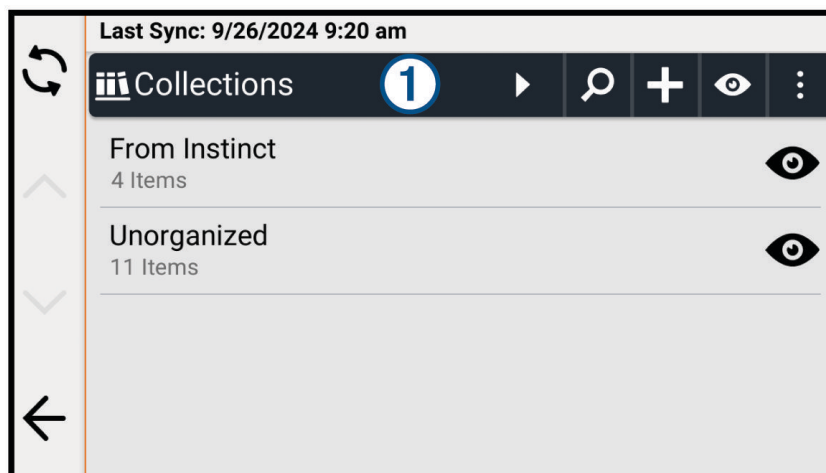 Last Sync: 9/26/2024 9:20 am
Collections 1
From Instinct
4 Items
Unorganized
11 Items